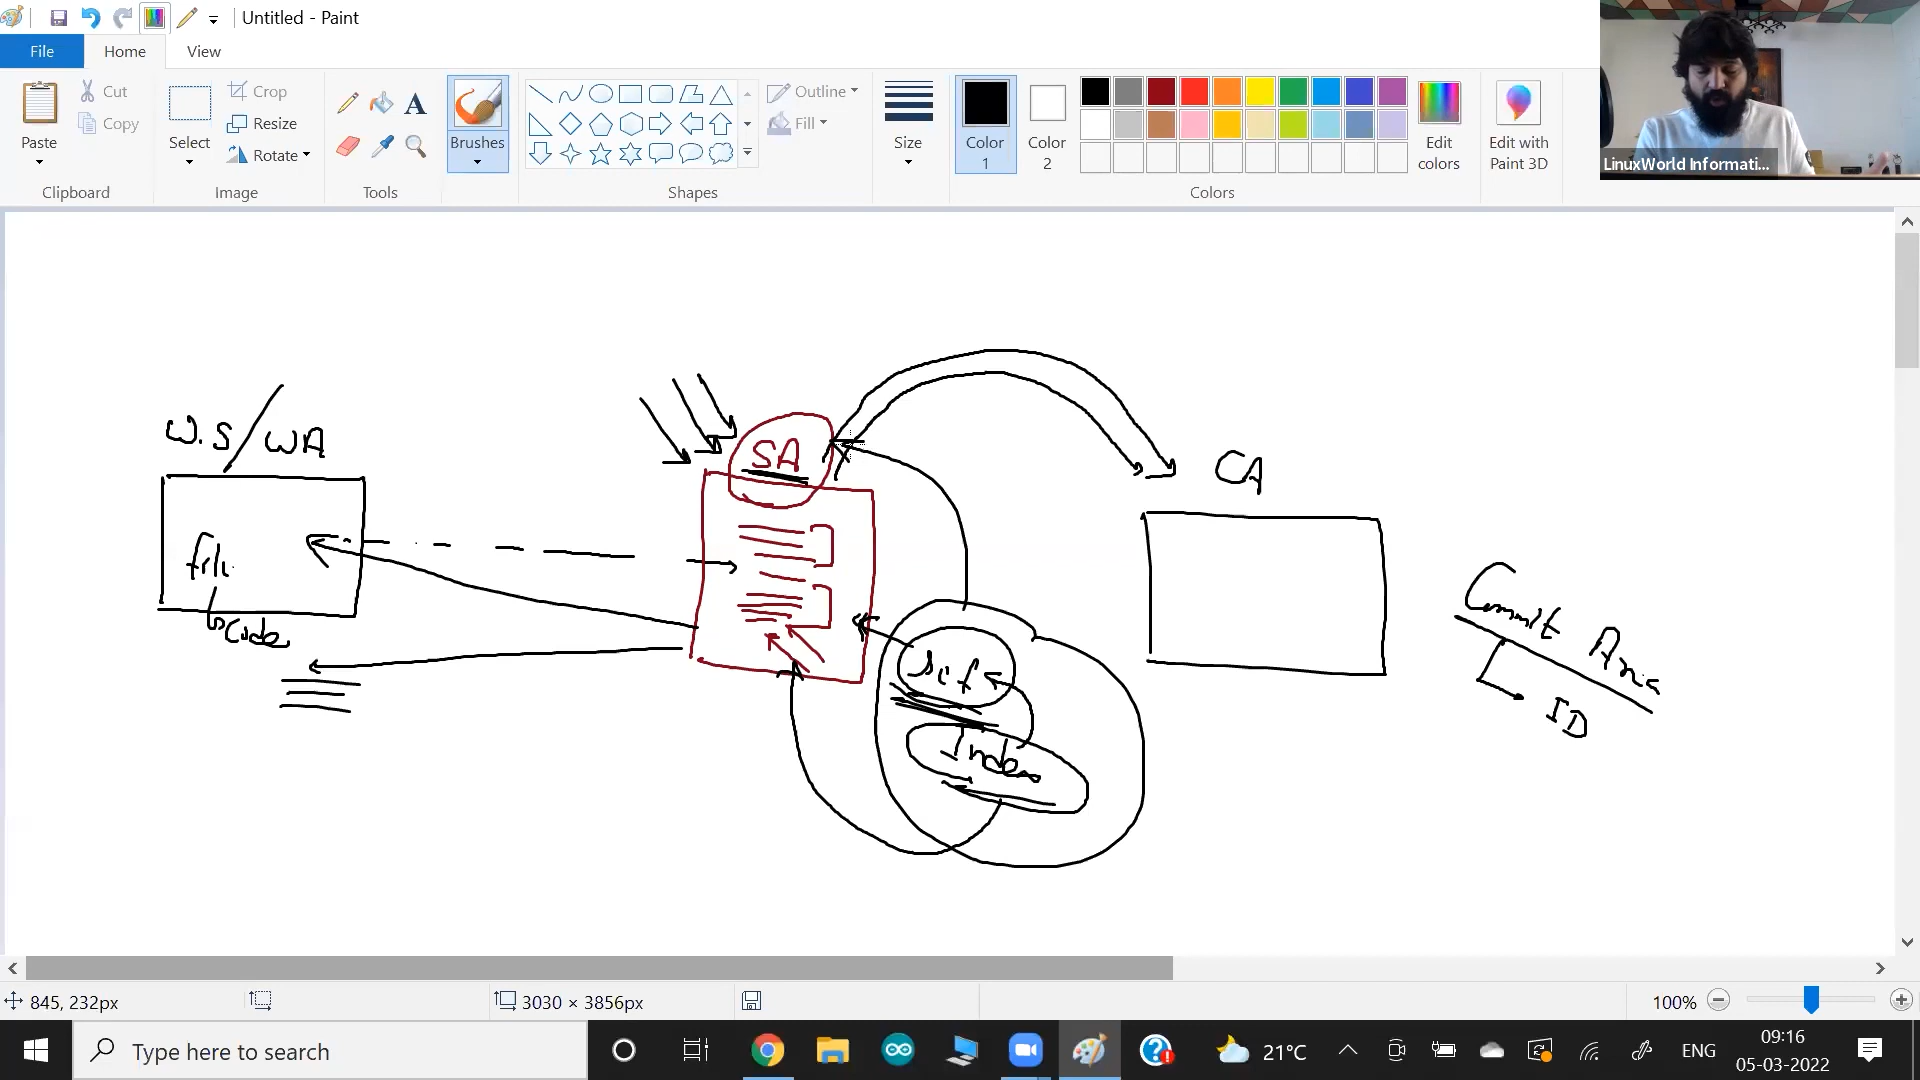 Untitled - Paint
File
Home
View
Paste
Cut
Copy
Clipboard
Select
Crop
Resize
Rotate
Image
Tools
Brushes
Outline
Fill
Shapes
Size
Color
1
Color
2
Edit
colors
Edit with
Paint 3D
Colors
LinuxWorld Informati...
W.S/WA
SA
CA
Code
Index
Commit Area
ID
845, 232px
3030 × 3856px
100%
Type here to search
21°C
ENG
09:16
05-03-2022